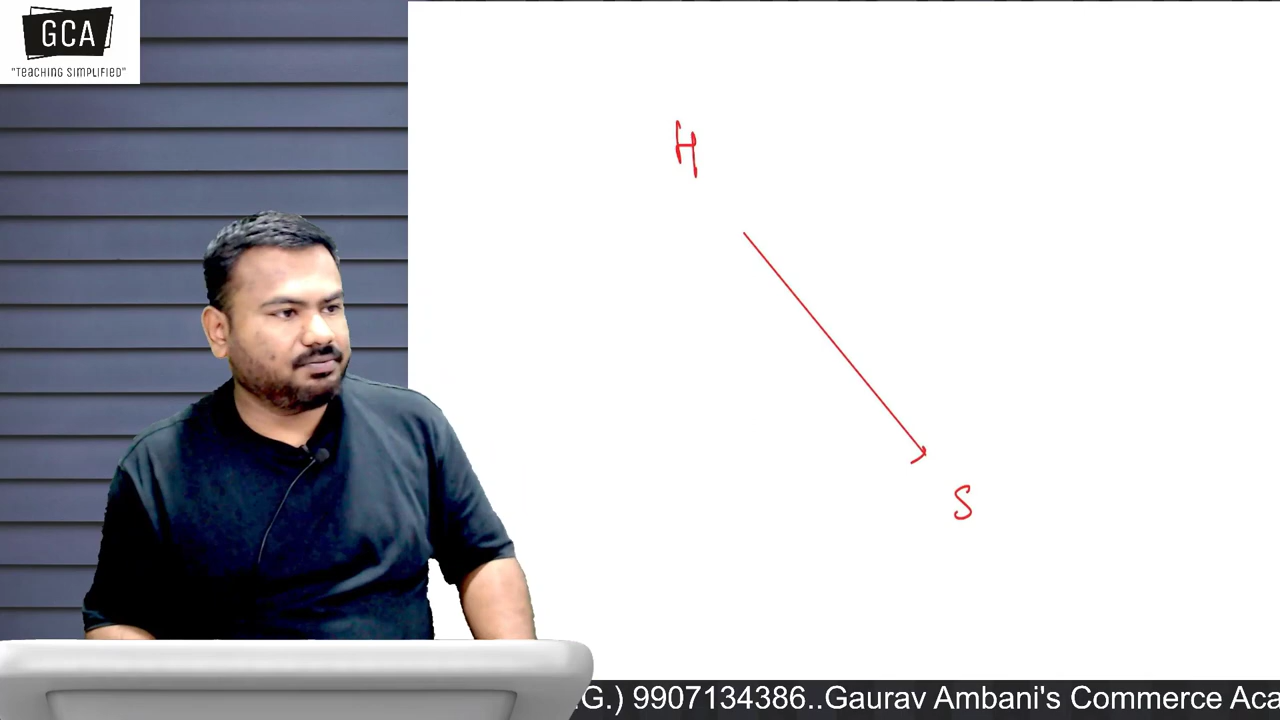 GCA
"Teaching Simplified"
H
S
.G.) 9907134386..Gaurav Ambani's Commerce Aca